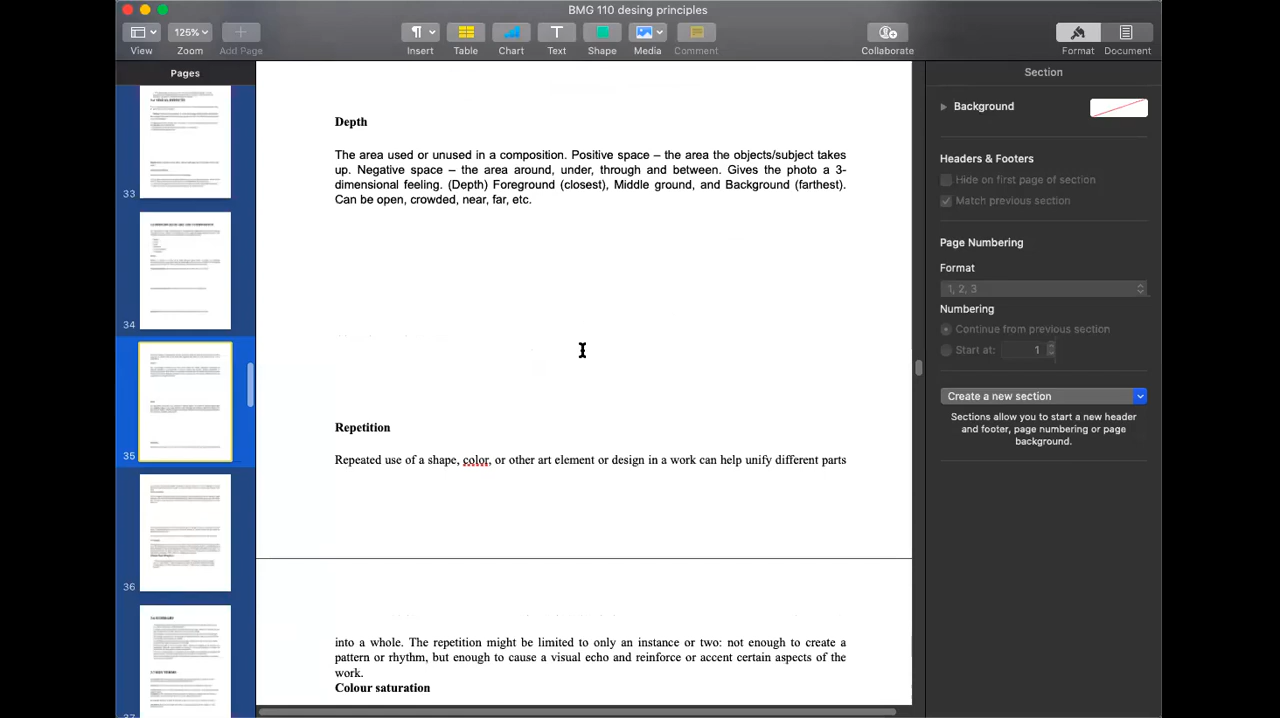 BMG 110 desing principles
125%
View
Zoom
Add Page
Insert
Table
Chart
Text
Shape
Media
Comment
Collaborate
Format
Document
Pages
33
34
35
36
37
Depth
The area used or unused in a composition. Positive space – the area the objects/subject takes
up. Negative space – the area around, under, through and between. Gives the photo a 3-
dimensional feeling. (Depth) Foreground (closest), Middle ground, and Background (farthest).
Can be open, crowded, near, far, etc.
Repetition
Repeated use of a shape, color, or other art element or design in a work can help unify different parts
whole. The repetition might be limited to an instance or two: not enough to create a
pattern or rhythm, but enough to cause a visual echo and reinforce or accent certain aspects of the
work.
Colour saturation
Section
Background
Headers & Footers
Hide on first page of section
Match previous section
Page Numbering
Format
1, 2, 3
Numbering
Continue from previous section
Start at:
1
Create a new section
Sections allow you to start a new header
and footer, page numbering or page
background.